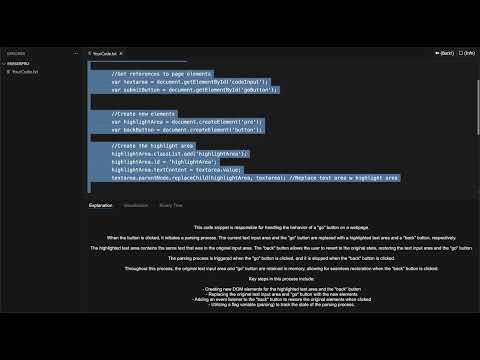 EXPLORER
YourCode.txt
(Back)
(Info)
YourCode.txt
//Get references to page elements
var textarea = document.getElementById('codeInput');
var submitButton = document.getElementById('goButton');
//Create new elements
var highlightArea = document.createElement('pre');
var backButton = document.createElement('button');
//Create the highlight area
highlightArea.classList.add('highlightArea');
highlightArea.id = 'highlightArea';
highlightArea.textContent = textarea.value;
textarea.parentNode.replaceChild(highlightArea, textarea); //Replace text area w highlight area
Explanation Visualization Binary Tree
This code snippet is responsible for handling the behavior of a "go" button on a webpage.
When the button is clicked, it initiates a parsing process. The current text input area and the "go" button are replaced with a highlighted text area and a "back" button, respectively.
The highlighted text area contains the same text that was in the original input area. The "back" button allows the user to revert to the original state, restoring the text input area and the "go" button.
The parsing process is triggered when the "go" button is clicked, and it is stopped when the "back" button is clicked.
Throughout this process, the original text input area and "go" button are retained in memory, allowing for seamless restoration when the "back" button is clicked.
Key steps in this process include:
- Creating new DOM elements for the highlighted text area and the "back" button
- Replacing the original text input area and "go" button with the new elements
- Adding an event listener to the "back" button to restore the original elements when clicked
- Utilizing a flag variable (parsing) to track the state of the parsing process.